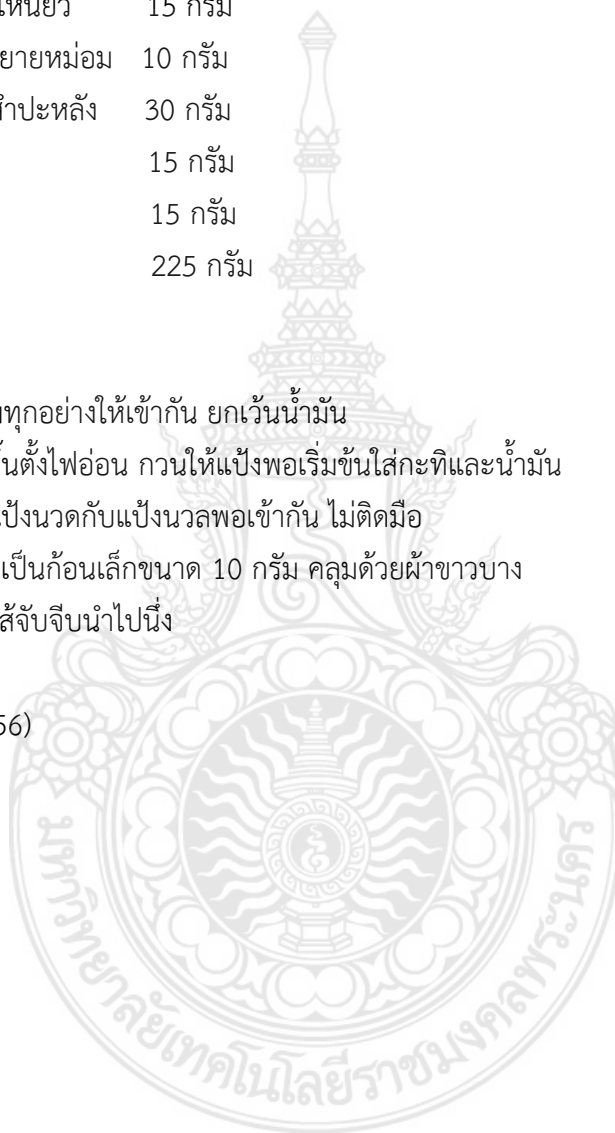 15 กรัม
ยายหม่อม 10 กรัม
สำปะหลัง 30 กรัม
15 กรัม
15 กรัม
225 กรัม
ทุกอย่างให้เข้ากัน ยกเว้นน้ำมัน
ขึ้นตั้งไฟอ่อน กวนให้แป้งพอเริ่มข้นใส่กะทิและน้ำมัน
แป้งนวดกับแป้งนวลพอเข้ากัน ไม่ติดมือ
เป็นก้อนเล็กขนาด 10 กรัม คลุมด้วยผ้าขาวบาง
ไส้จับจีบนำไปนึ่ง
56)
มหาวิทยาลัยเทคโนโลยีราชมงคลพระนคร